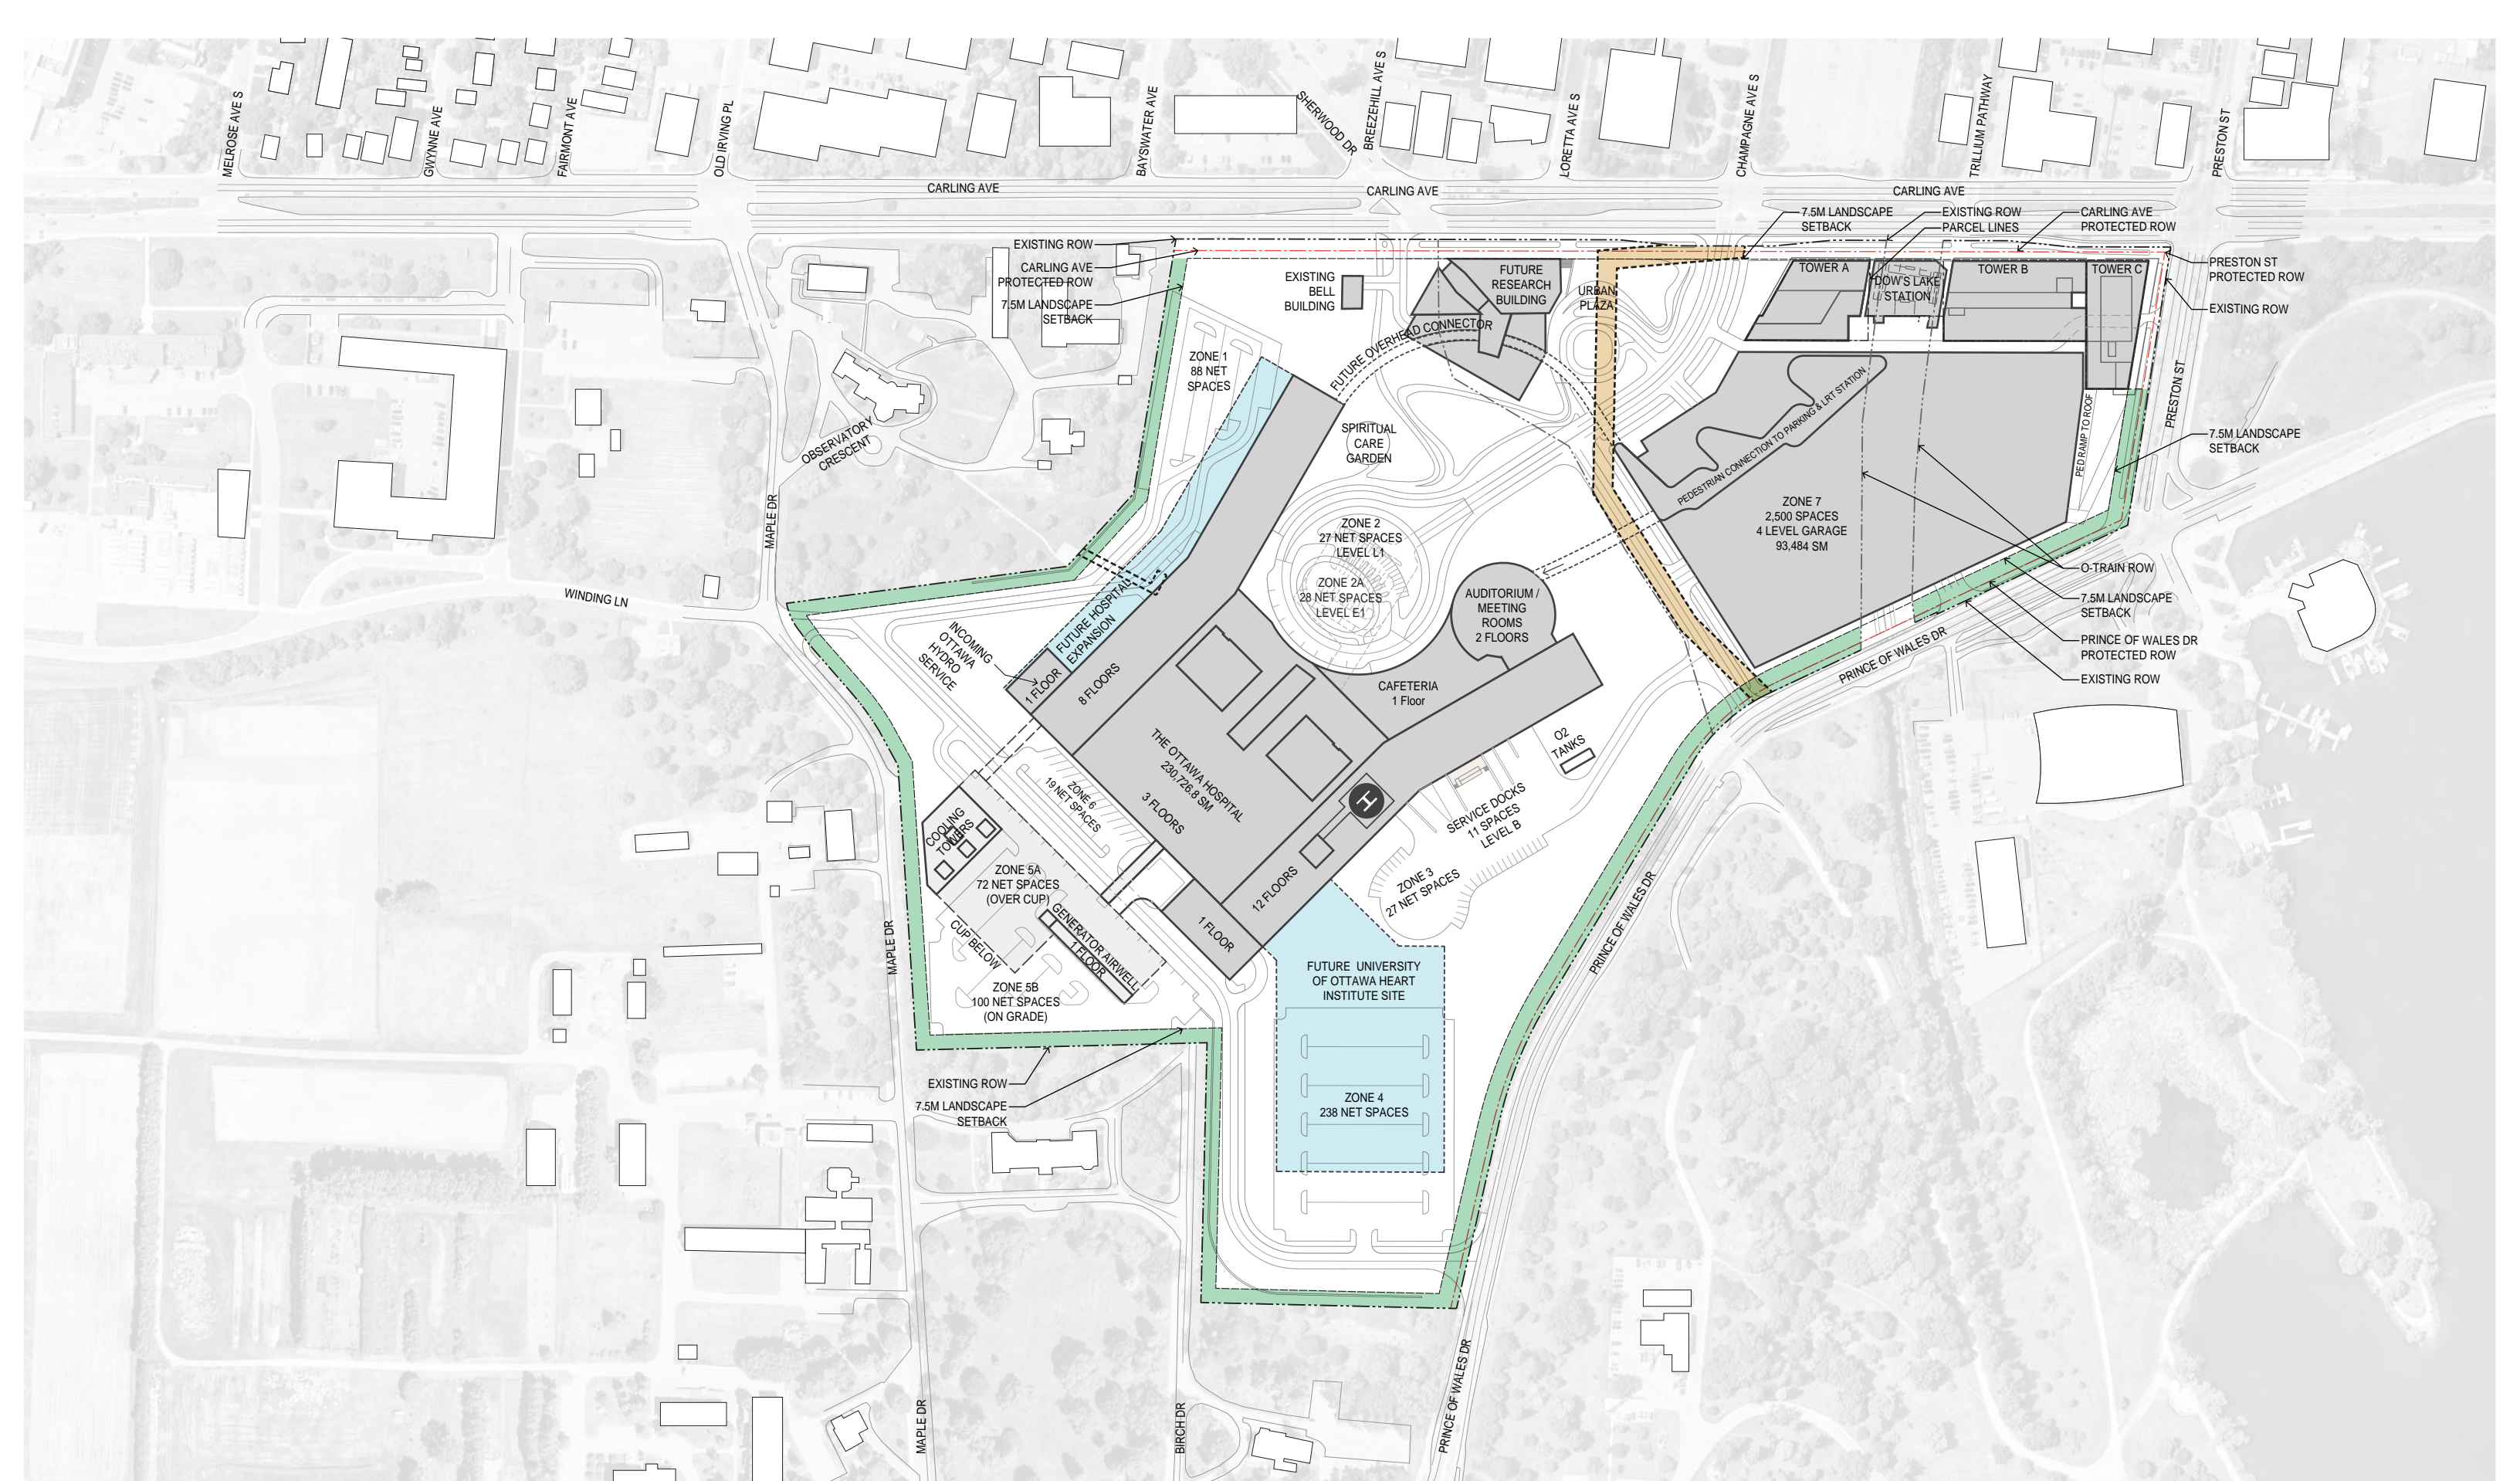 MELROSE AVE S
GWYNNE AVE
FAIRMONT AVE
OLD IRVING PL
BAYSWATER AVE
SHERWOOD DR
BREEZEHILL AVE S
LORETTA AVE S
CHAMPAGNE AVE S
TRILLIUM PATHWAY
PRESTON ST
CARLING AVE
CARLING AVE
CARLING AVE
EXISTING ROW
CARLING AVE
PROTECTED ROW
7.5M LANDSCAPE
SETBACK
7.5M LANDSCAPE
SETBACK
EXISTING ROW
PARCEL LINES
CARLING AVE
PROTECTED ROW
PRESTON ST
PROTECTED ROW
EXISTING ROW
EXISTING
BELL
BUILDING
FUTURE
RESEARCH
BUILDING
URBAN
PLAZA
TOWER A
DOW'S LAKE
STATION
TOWER B
TOWER C
FUTURE OVERHEAD CONNECTOR
ZONE 1
88 NET
SPACES
OBSERVATORY
CRESCENT
SPIRITUAL
CARE
GARDEN
PEDESTRIAN CONNECTION TO PARKING & LRT STATION
PED RAMP TO ROOF
PRESTON ST
7.5M LANDSCAPE
SETBACK
MAPLE DR
ZONE 2
27 NET SPACES
LEVEL L1
ZONE 2A
28 NET SPACES
LEVEL E1
ZONE 7
2,500 SPACES
4 LEVEL GARAGE
93,484 SM
O-TRAIN ROW
7.5M LANDSCAPE
SETBACK
PRINCE OF WALES DR
PROTECTED ROW
EXISTING ROW
PRINCE OF WALES DR
WINDING LN
INCOMING
OTTAWA
HYDRO
SERVICE
FUTURE HOSPITAL
EXPANSION
1 FLOOR
8 FLOORS
AUDITORIUM /
MEETING
ROOMS
2 FLOORS
CAFETERIA
1 Floor
THE OTTAWA HOSPITAL
230,726.8 SM
3 FLOORS
O2
TANKS
H
SERVICE DOCKS
11 SPACES
LEVEL B
ZONE 6
19 NET SPACES
COOLING
TOWERS
ZONE 5A
72 NET SPACES
(OVER CUP)
GENERATOR AIRWELL
1 FLOOR
CUP BELOW
ZONE 5B
100 NET SPACES
(ON GRADE)
12 FLOORS
1 FLOOR
ZONE 3
27 NET SPACES
MAPLE DR
PRINCE OF WALES DR
FUTURE UNIVERSITY
OF OTTAWA HEART
INSTITUTE SITE
ZONE 4
238 NET SPACES
EXISTING ROW
7.5M LANDSCAPE
SETBACK
MAPLE DR
BIRCH DR
PRINCE OF WALES DR